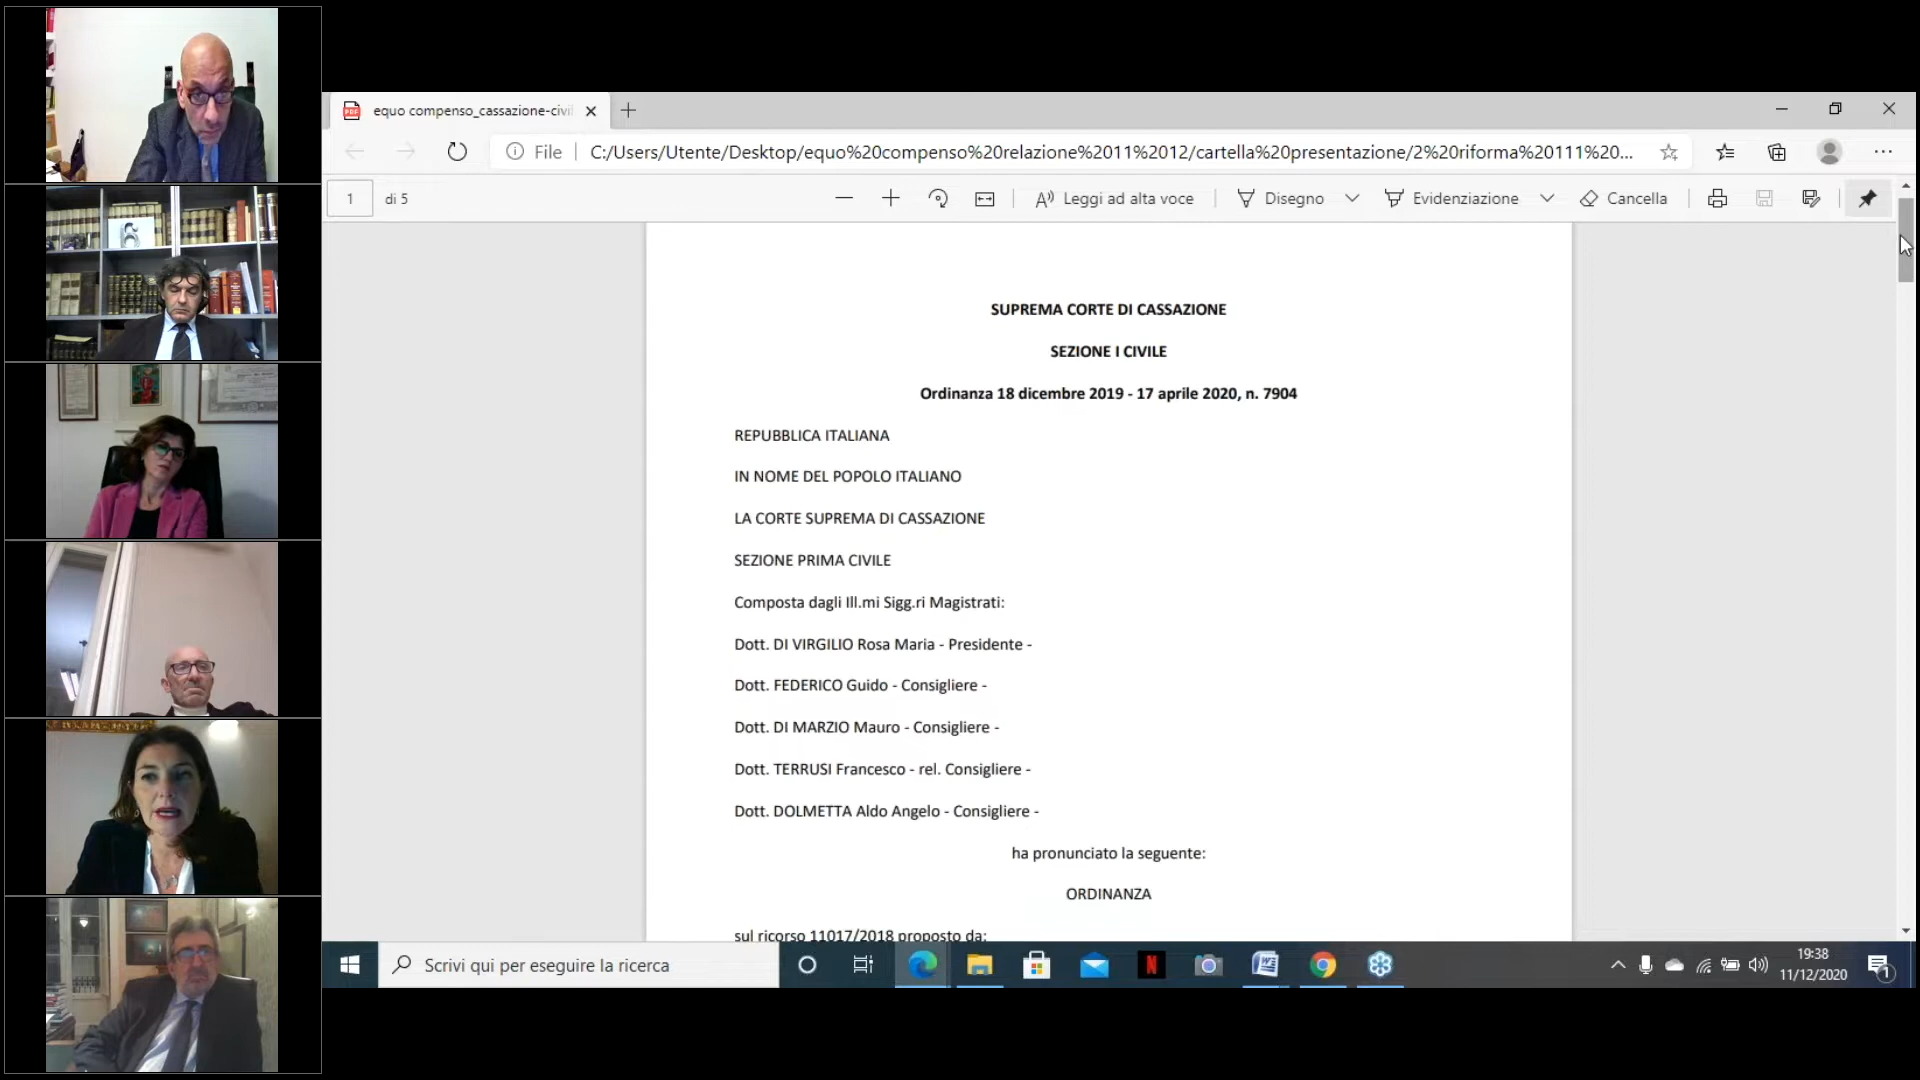 equo compenso_cassazione-civi
File
C:/Users/Utente/Desktop/equo%20compenso%20relazione%2011%2012/cartella%20presentazione/2%20riforma%20111%20...
1 di 5
Leggi ad alta voce
Disegno
Evidenziazione
Cancella
SUPREMA CORTE DI CASSAZIONE
SEZIONE I CIVILE
Ordinanza 18 dicembre 2019 - 17 aprile 2020, n. 7904
REPUBBLICA ITALIANA
IN NOME DEL POPOLO ITALIANO
LA CORTE SUPREMA DI CASSAZIONE
SEZIONE PRIMA CIVILE
Composta dagli Ill.mi Sigg.ri Magistrati:
Dott. DI VIRGILIO Rosa Maria - Presidente -
Dott. FEDERICO Guido - Consigliere -
Dott. DI MARZIO Mauro - Consigliere -
Dott. TERRUSI Francesco - rel. Consigliere -
Dott. DOLMETTA Aldo Angelo - Consigliere -
ha pronunciato la seguente:
ORDINANZA
sul ricorso 11017/2018 proposto da:
Scrivi qui per eseguire la ricerca
19:38
11/12/2020
1